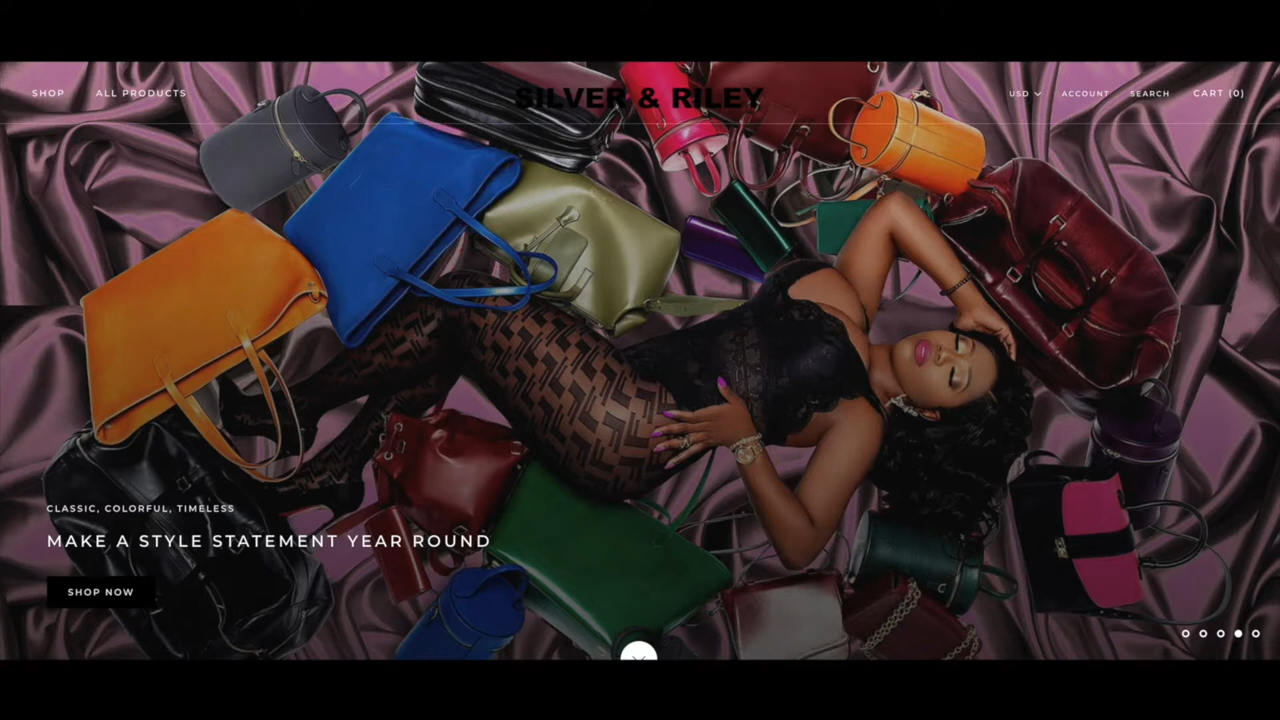 SHOP
ALL PRODUCTS
SILVER & RILEY
USD
ACCOUNT
SEARCH
CART (0)
CLASSIC, COLORFUL, TIMELESS
MAKE A STYLE STATEMENT YEAR ROUND
SHOP NOW